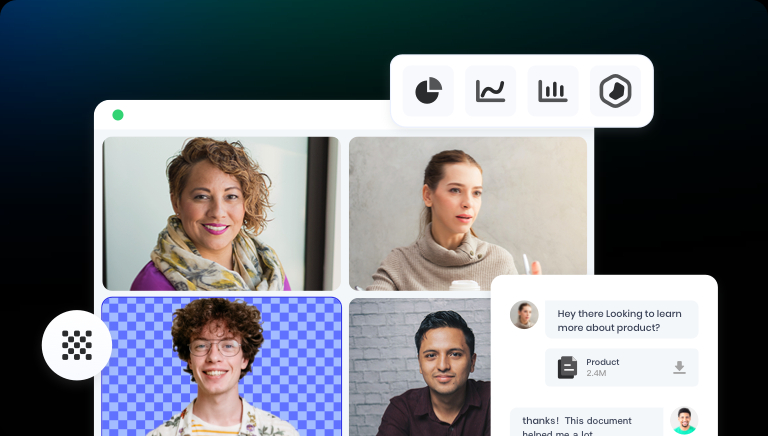 Hey there Looking to learn
more about product?
Product
2.4M
thanks! This document
helped me a lot